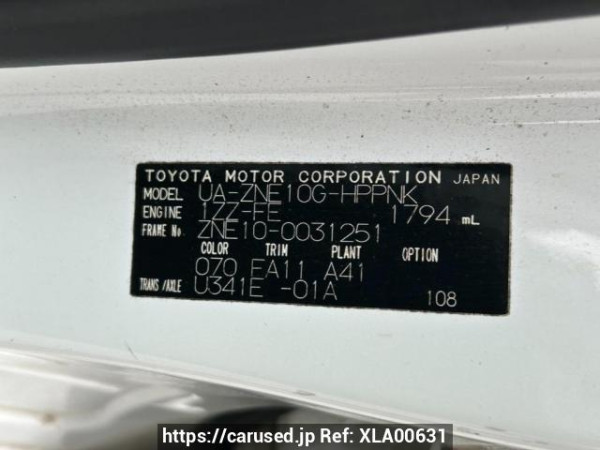 TOYOTA MOTOR CORPORATION JAPAN
MODEL UA-ZNE10G-HPPNK
ENGINE 1ZZ-FE 1794 mL
FRAME No. ZNE10-0031251
COLOR TRIM PLANT OPTION
070 EA11 A41
TRANS/AXLE U341E -01A 108
https://carused.jp Ref: XLA00631